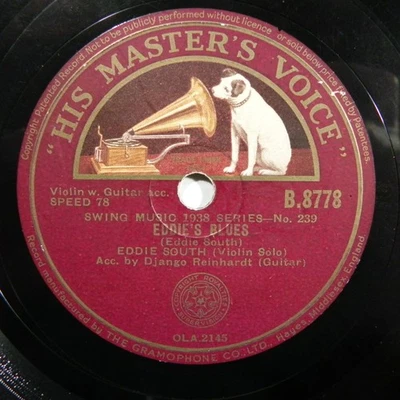 Copyright. Patented Record Not to be publicly performed without licence or sold below price fixed by patentee.
"HIS MASTER'S VOICE"
Violin w. Guitar acc.
SPEED 78
B.8778
SWING MUSIC 1938 SERIES—No. 239
EDDIE'S BLUES
(Eddie South)
EDDIE SOUTH (Violin Solo)
Acc. by Django Reinhardt (Guitar)
OLA.2145
Record manufactured by THE GRAMOPHONE CO., LTD., Hayes, Middlesex, England